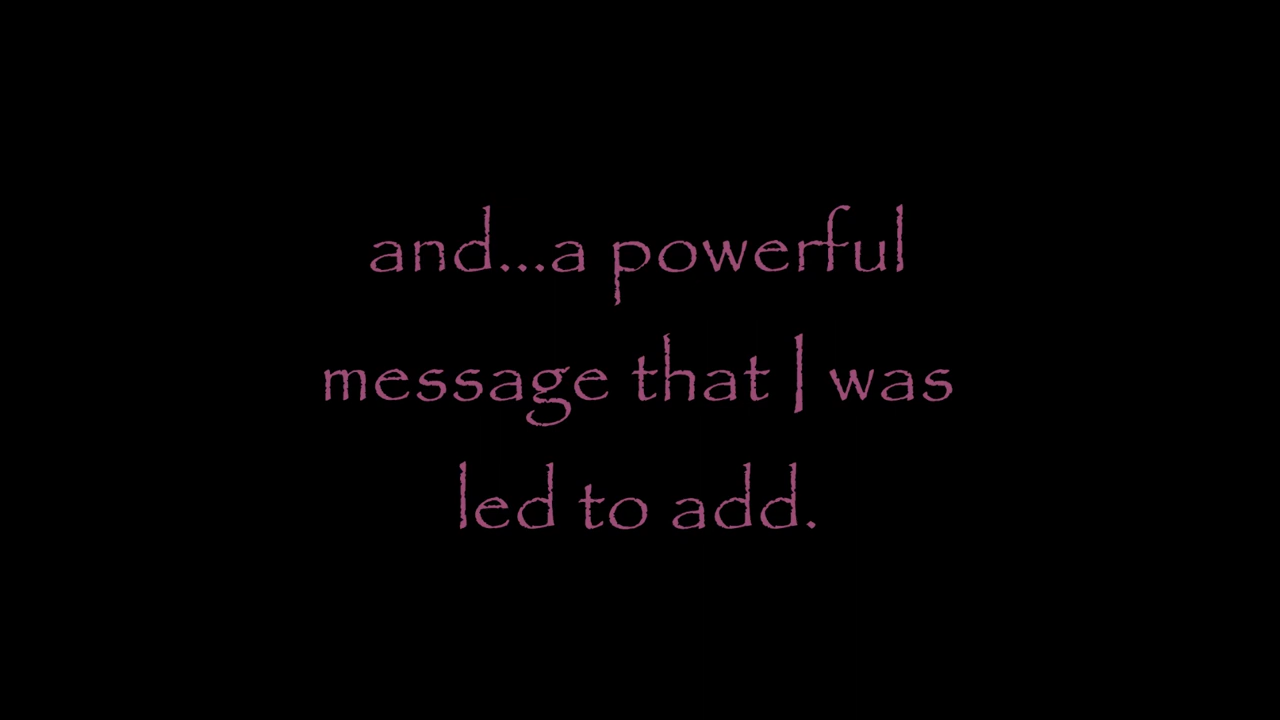 and...a powerful
message that I was
led to add.